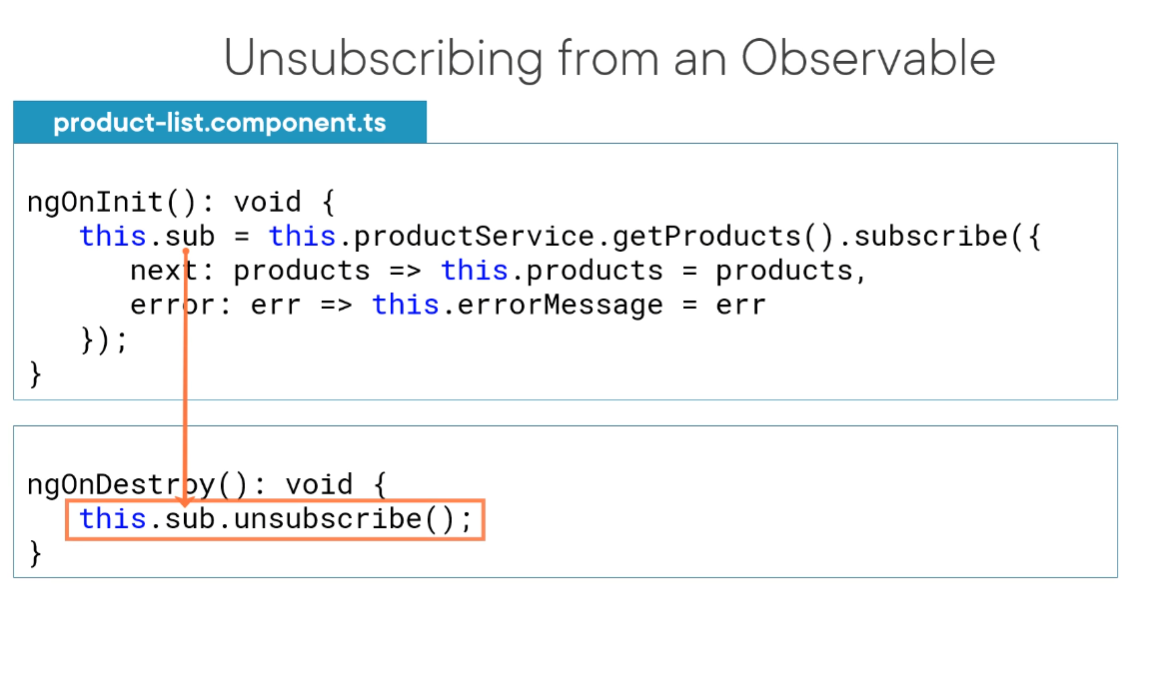 Unsubscribing from an Observable
product-list.component.ts
ngOnInit(): void {
   this.sub = this.productService.getProducts().subscribe({
      next: products => this.products = products,
      error: err => this.errorMessage = err
   });
}
ngOnDestroy(): void {
   this.sub.unsubscribe();
}